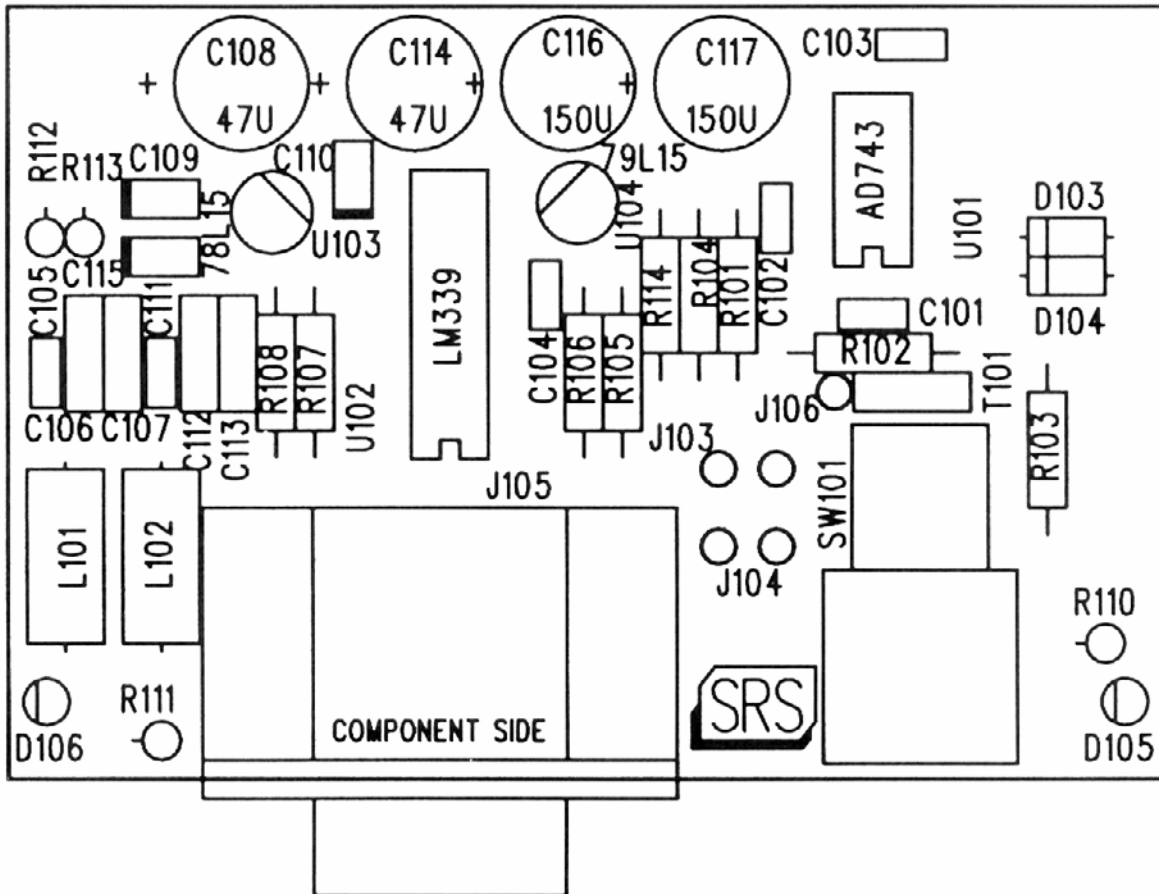 C108
C114
C116
C117
C103
+
+
+
+
47U
47U
150U
150U
R112
R113
C109
C110
79L15
AD743
D103
78L15
U103
U104
U101
C105
C115
C111
LM339
R114
R104
R101
C102
C101
D104
C104
R102
R108
R107
R106
R105
T101
J106
C106
C107
C112
C113
U102
J103
R103
J105
SW101
L101
L102
J104
R110
R111
SRS
D106
COMPONENT SIDE
D105